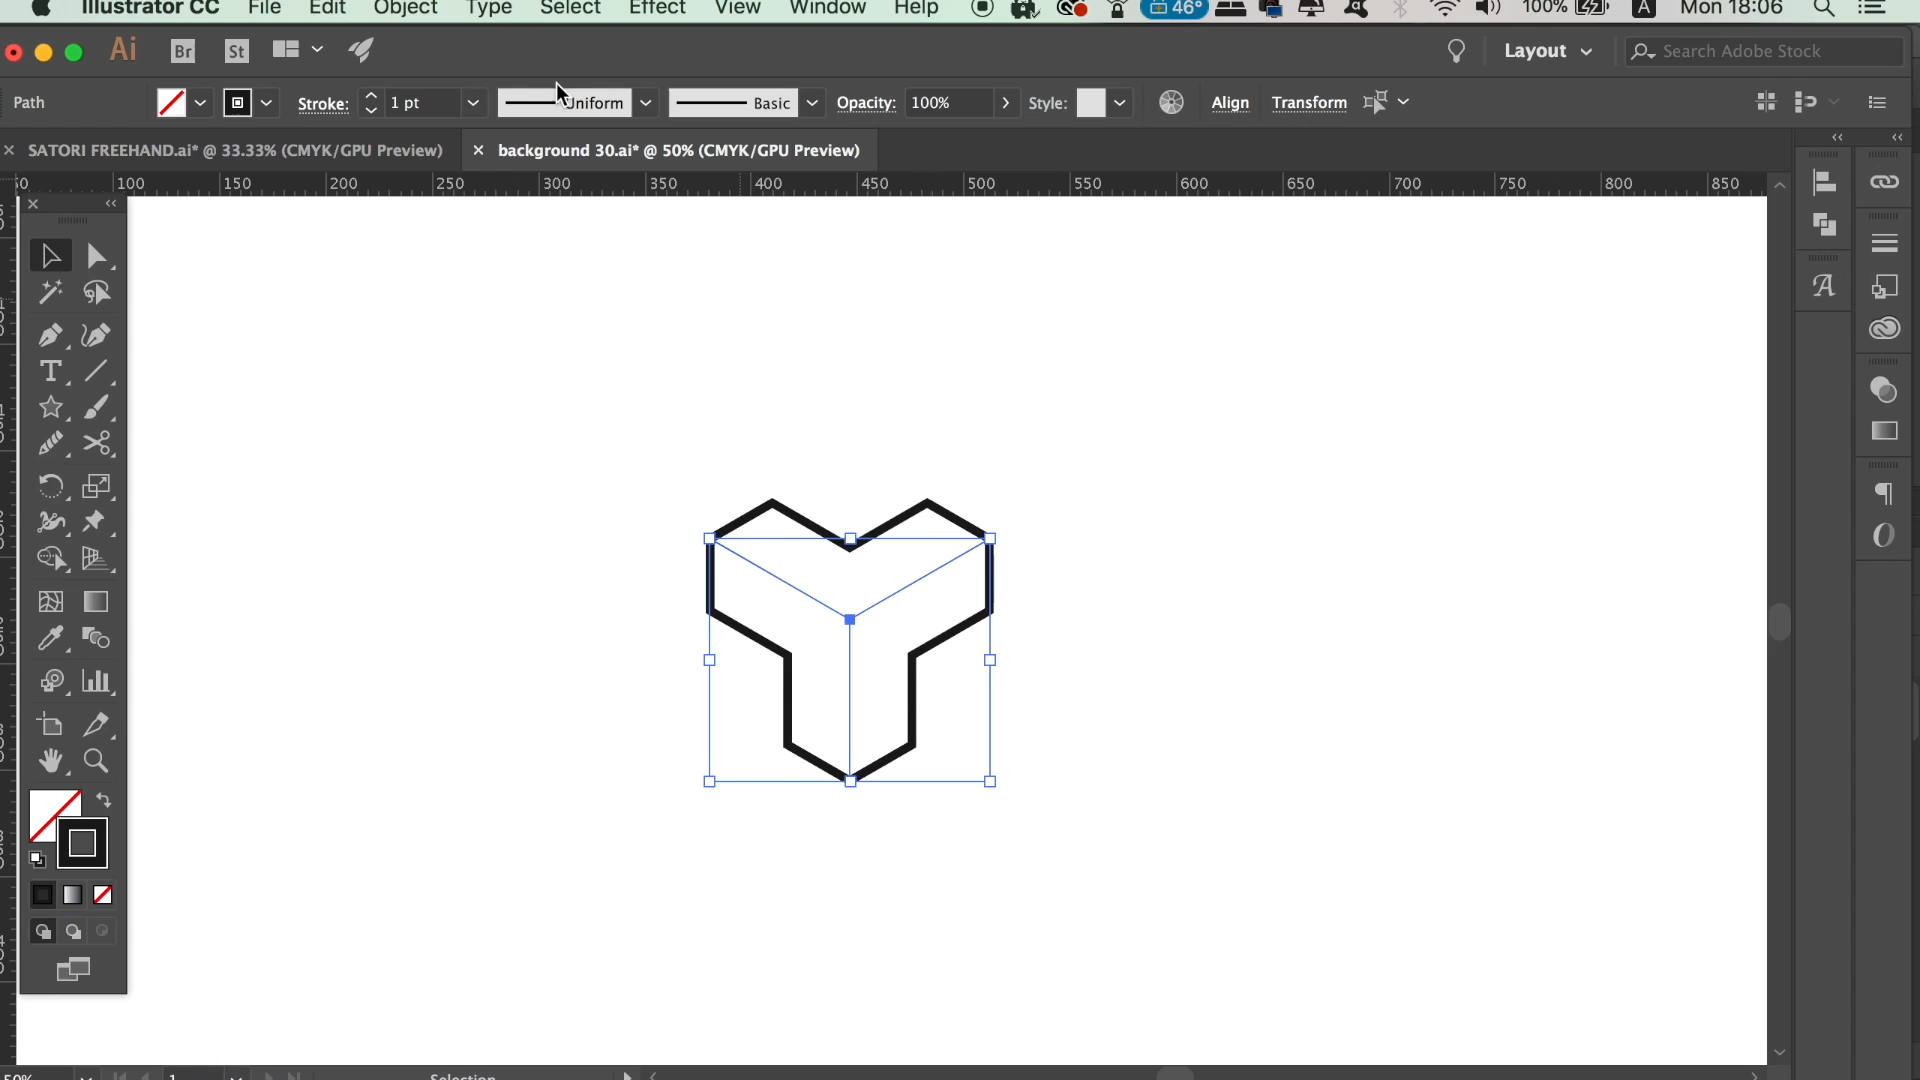 Illustrator CC File Edit Object Type Select Effect View Window Help 46° 100% A Mon 18:06
Ai Br St Layout Search Adobe Stock
Path Stroke: 1 pt Uniform Basic Opacity: 100% Style: Align Transform
SATORI FREEHAND.ai* @ 33.33% (CMYK/GPU Preview) background 30.ai* @ 50% (CMYK/GPU Preview)
100 150 200 250 300 350 400 450 500 550 600 650 700 750 800 850
50% 1 Selection